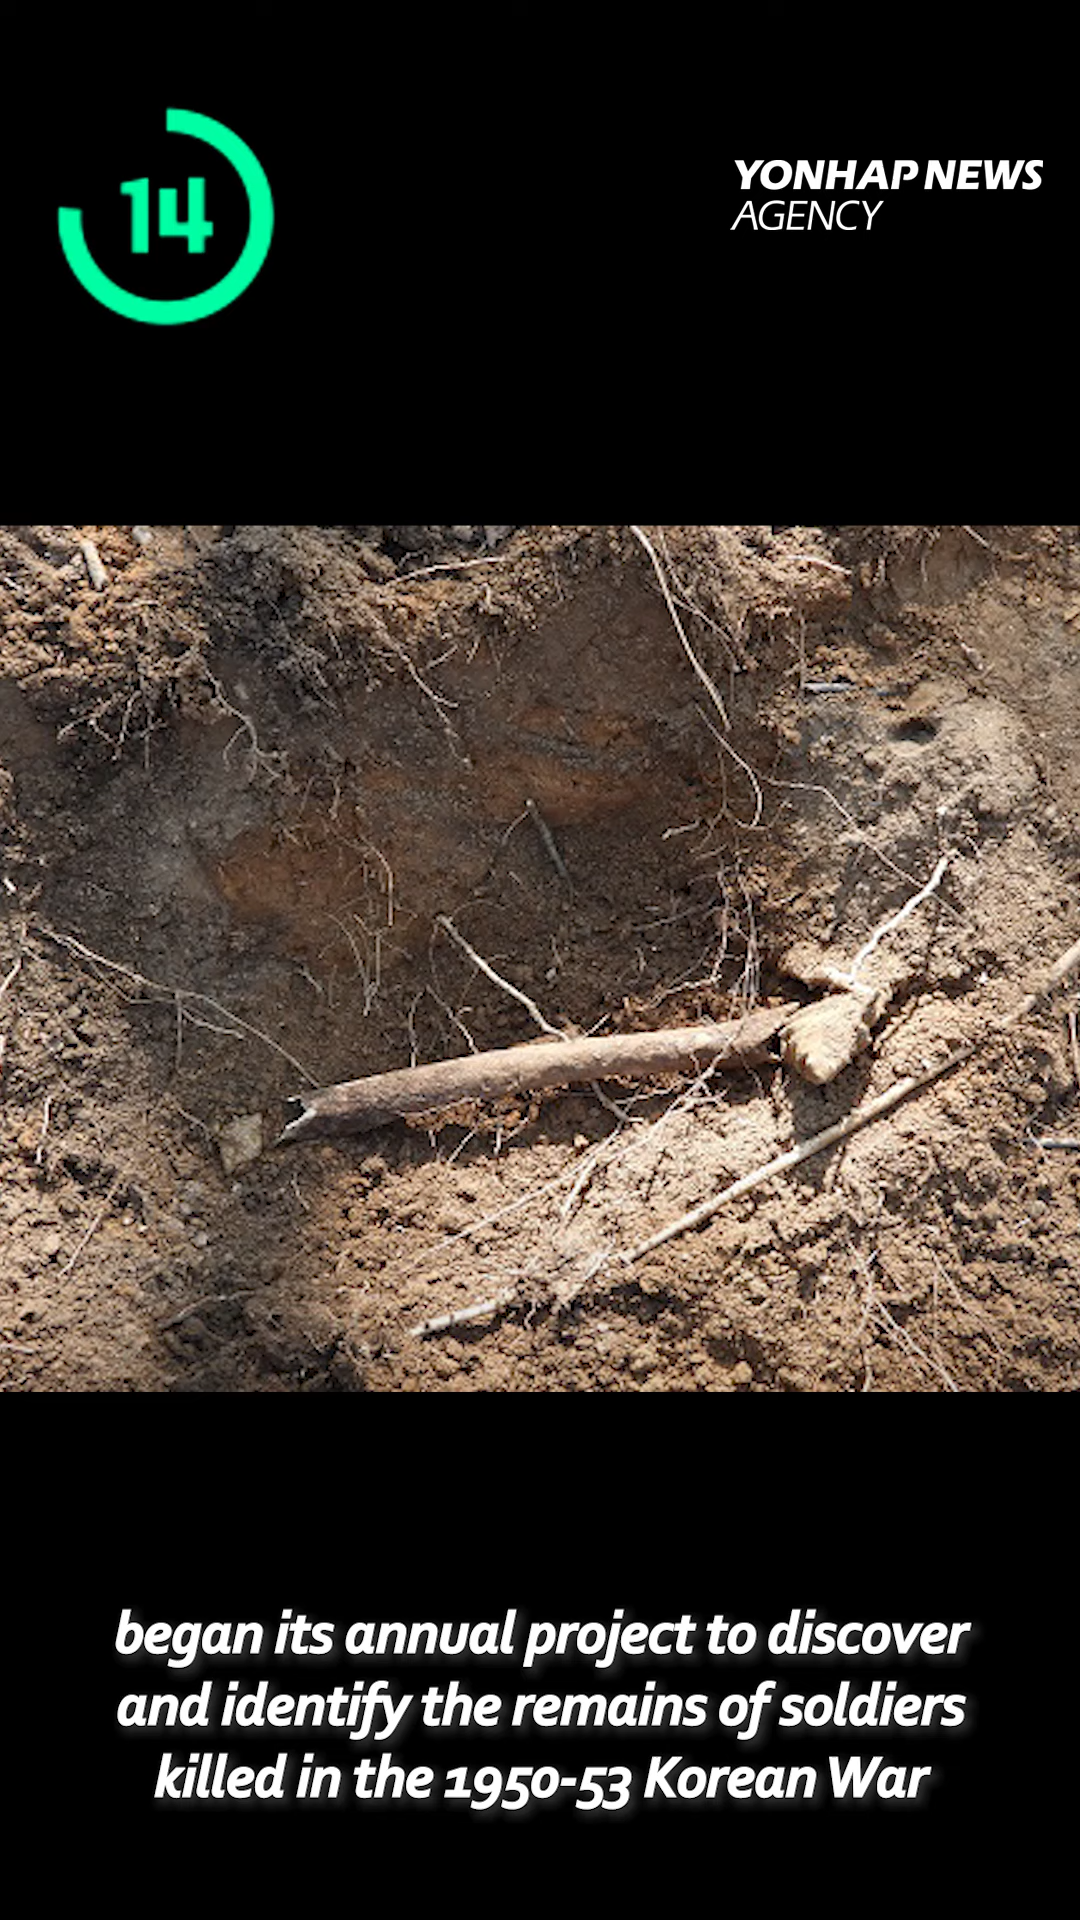 14
YONHAP NEWS
AGENCY
began its annual project to discover
and identify the remains of soldiers
killed in the 1950-53 Korean War